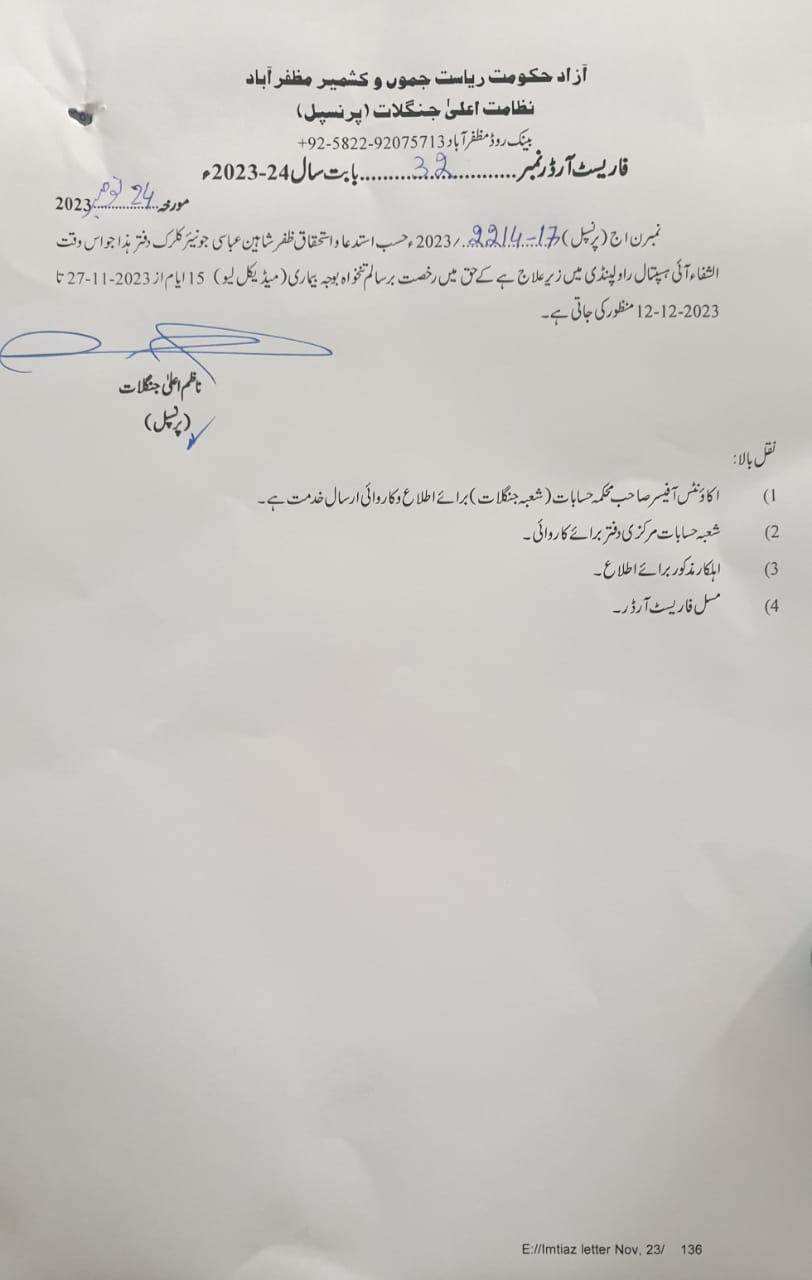 آزاد حکومت ریاست جموں و کشمیر مظفر آباد
نظامت اعلیٰ جنگلات (پرنسپل)
بینک روڈ مظفر آباد 92075713-5822-92+
فاریسٹ آرڈر نمبر...........32..............بابت سال 24-2023ء
مورخہ..24 نومبر..2023
نمبر ن اج (پرنسپل) 17-2214../2023ء حسب استدعا و استحقاق ظفر شاہین عباسی جونیئر کلرک دفتر ہذا جو اس وقت
الشفاء آئی ہسپتال راولپنڈی میں زیر علاج ہے کے حق میں رخصت بر سالم تنخواہ بوجہ بیماری (میڈیکل لیو) 15 ایام از 2023-11-27 تا
2023-12-12 منظور کی جاتی ہے۔
ناظم اعلیٰ جنگلات
(پرنسپل)
نقل بالا:
1) اکاؤنٹس آفیسر صاحب محکمہ حسابات (شعبہ جنگلات) برائے اطلاع و کاروائی ارسال خدمت ہے۔
2) شعبہ حسابات مرکزی دفتر برائے کاروائی۔
3) اہلکار مذکور برائے اطلاع۔
4) مسل فاریسٹ آرڈر۔
E://Imtiaz letter Nov, 23/ 136